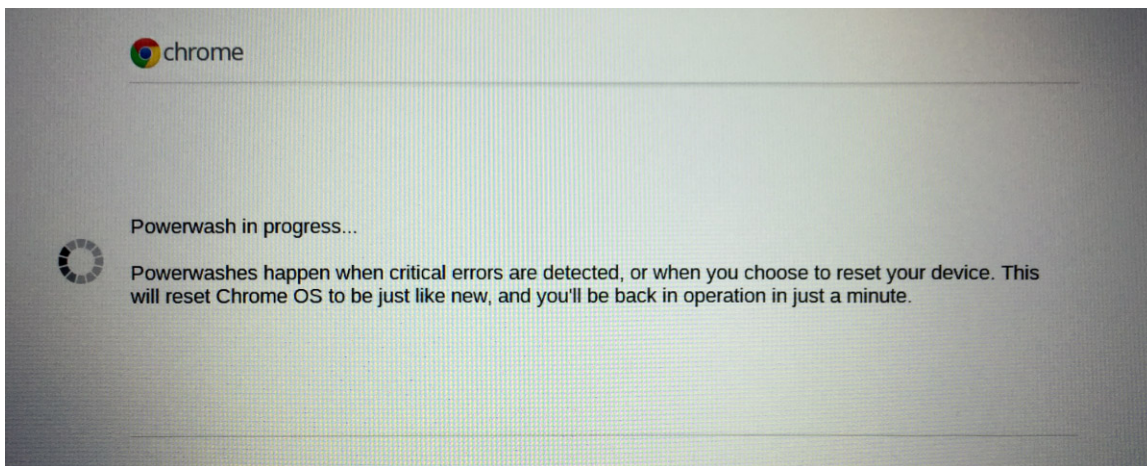 chrome
Powerwash in progress...
Powerwashes happen when critical errors are detected, or when you choose to reset your device. This
will reset Chrome OS to be just like new, and you'll be back in operation in just a minute.